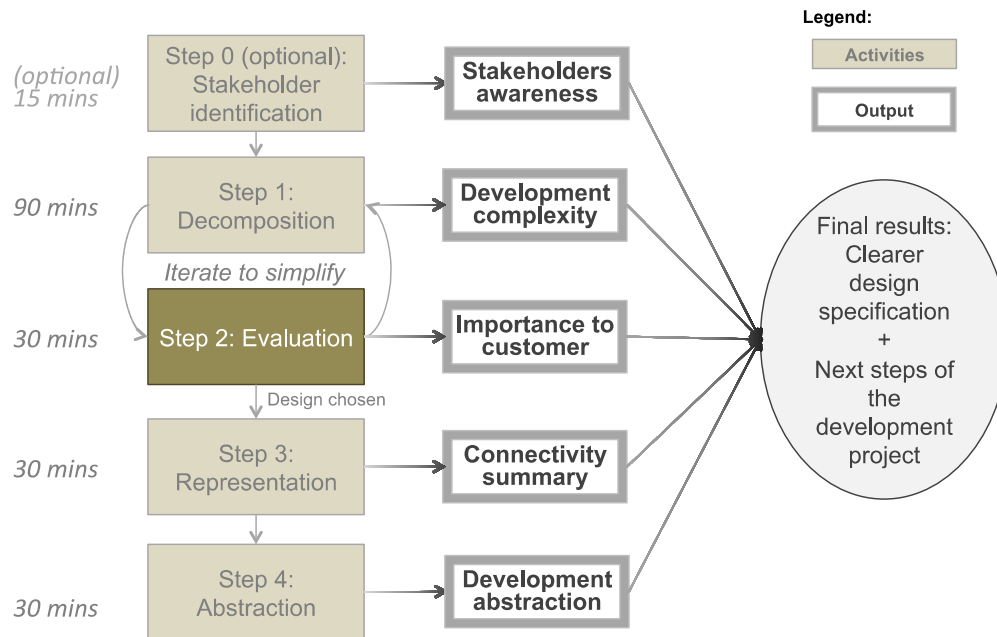 Legend:
Activities
Output
(optional)
15 mins
Step 0 (optional):
Stakeholder
identification
Stakeholders
awareness
90 mins
Step 1:
Decomposition
Development
complexity
Iterate to simplify
30 mins
Step 2: Evaluation
Importance to
customer
Design chosen
30 mins
Step 3:
Representation
Connectivity
summary
30 mins
Step 4:
Abstraction
Development
abstraction
Final results:
Clearer
design
specification
+
Next steps of
the
development
project